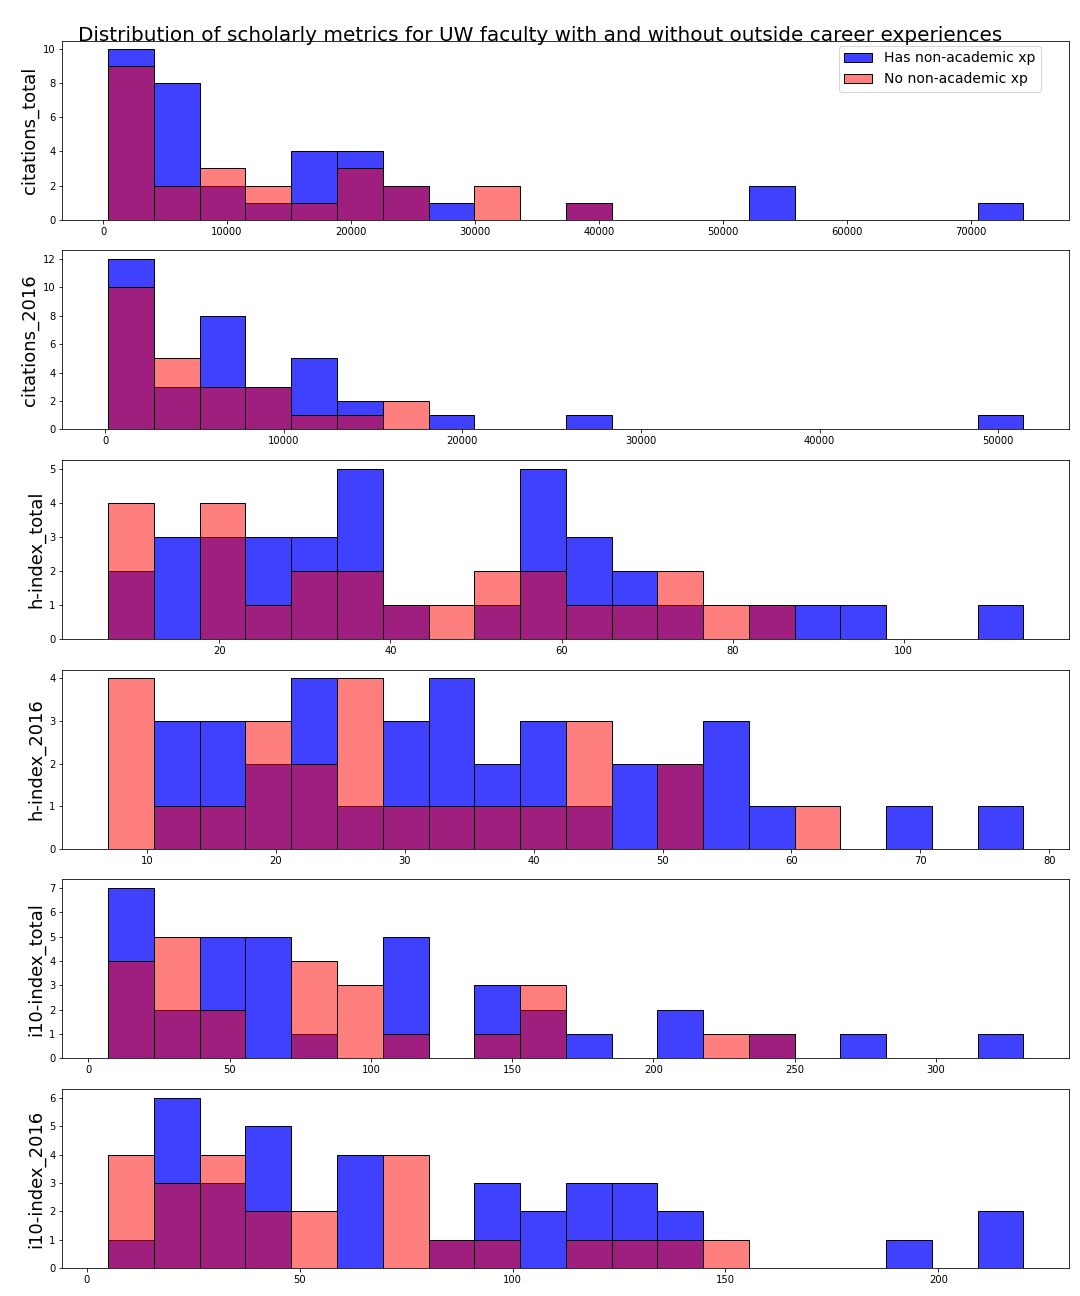 Distribution of scholarly metrics for UW faculty with and without outside career experiences
Has non-academic xp
No non-academic xp
citations_total
10
8
6
4
2
0
0 10000 20000 30000 40000 50000 60000 70000
citations_2016
12
10
8
6
4
2
0
0 10000 20000 30000 40000 50000
h-index_total
5
4
3
2
1
0
20 40 60 80 100
h-index_2016
4
3
2
1
0
10 20 30 40 50 60 70 80
i10-index_total
7
6
5
4
3
2
1
0
0 50 100 150 200 250 300
i10-index_2016
6
5
4
3
2
1
0
0 50 100 150 200